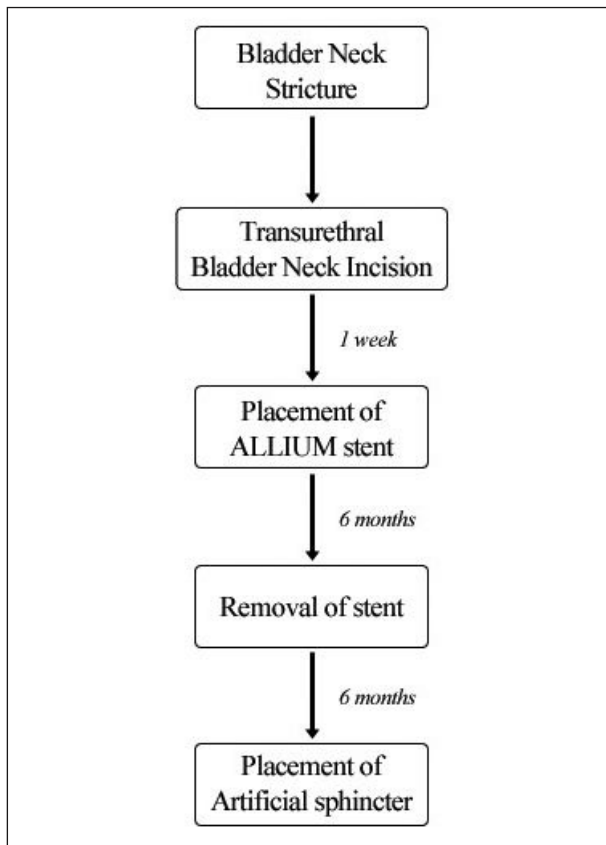 Bladder Neck
Stricture
Transurethral
Bladder Neck Incision
1 week
Placement of
ALLIUM stent
6 months
Removal of stent
6 months
Placement of
Artificial sphincter